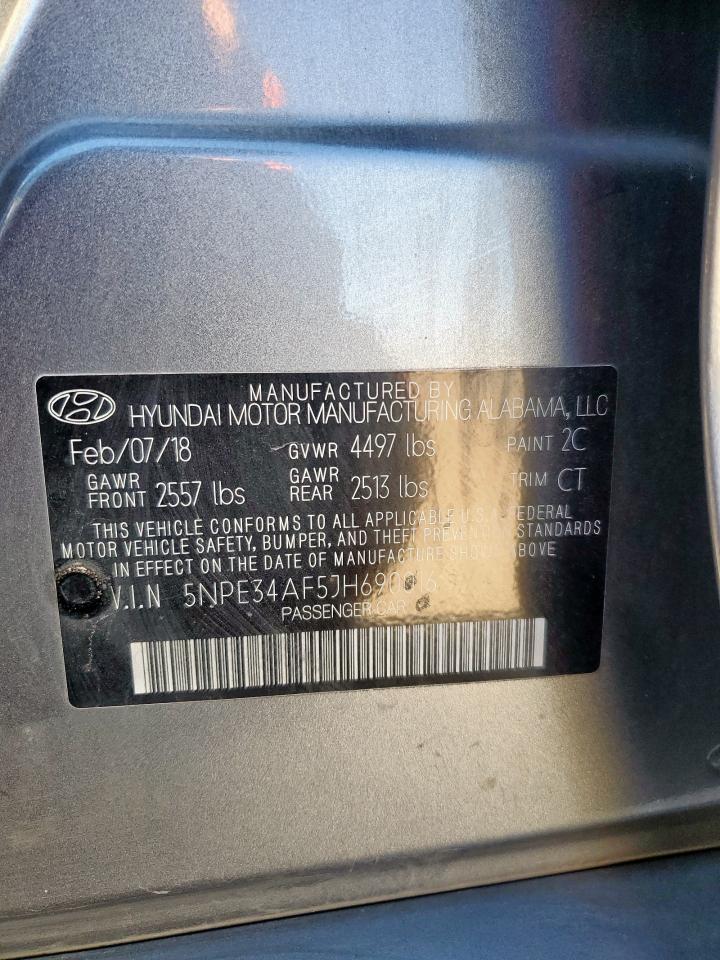 MANUFACTURED BY
HYUNDAI MOTOR MANUFACTURING ALABAMA, LLC
Feb/07/18 GVWR 4497 lbs PAINT 2C
GAWR FRONT 2557 lbs GAWR REAR 2513 lbs TRIM CT
THIS VEHICLE CONFORMS TO ALL APPLICABLE U.S.A. FEDERAL
MOTOR VEHICLE SAFETY, BUMPER, AND THEFT PREVENTION STANDARDS
IN EFFECT ON THE DATE OF MANUFACTURE SHOWN ABOVE
V.I.N
PASSENGER CAR